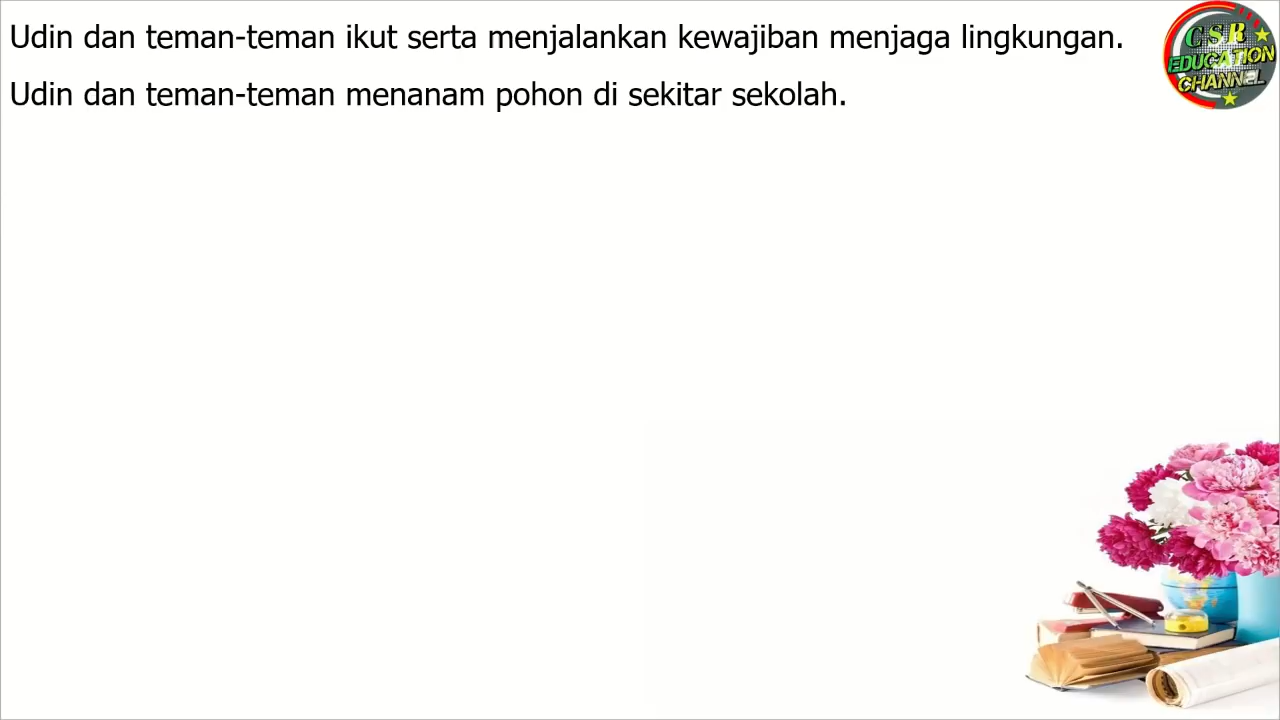 Udin dan teman-teman ikut serta menjalankan kewajiban menjaga lingkungan.
Udin dan teman-teman menanam pohon di sekitar sekolah.
CSR
EDUCATION
CHANNEL